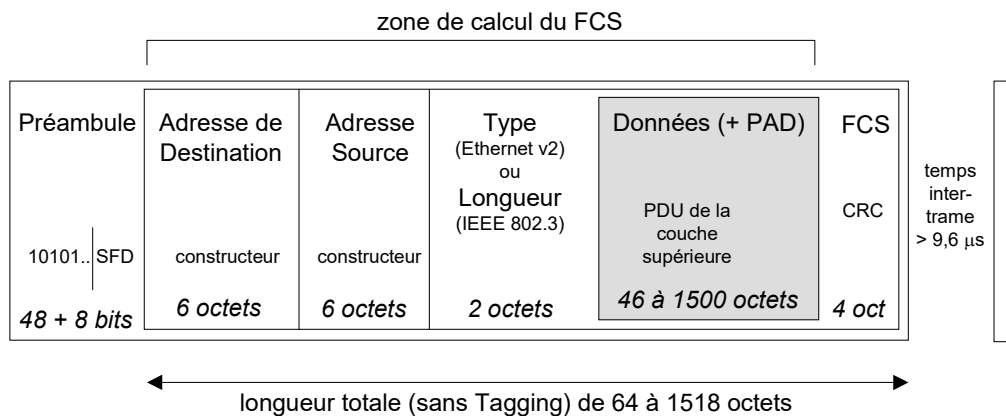 zone de calcul du FCS
Préambule
10101.. SFD
48 + 8 bits
Adresse de
Destination
constructeur
6 octets
Adresse
Source
constructeur
6 octets
Type
(Ethernet v2)
ou
Longueur
(IEEE 802.3)
2 octets
Données (+ PAD)
PDU de la
couche
supérieure
46 à 1500 octets
FCS
CRC
4 oct
temps
inter-
trame
> 9,6 μs
longueur totale (sans Tagging) de 64 à 1518 octets